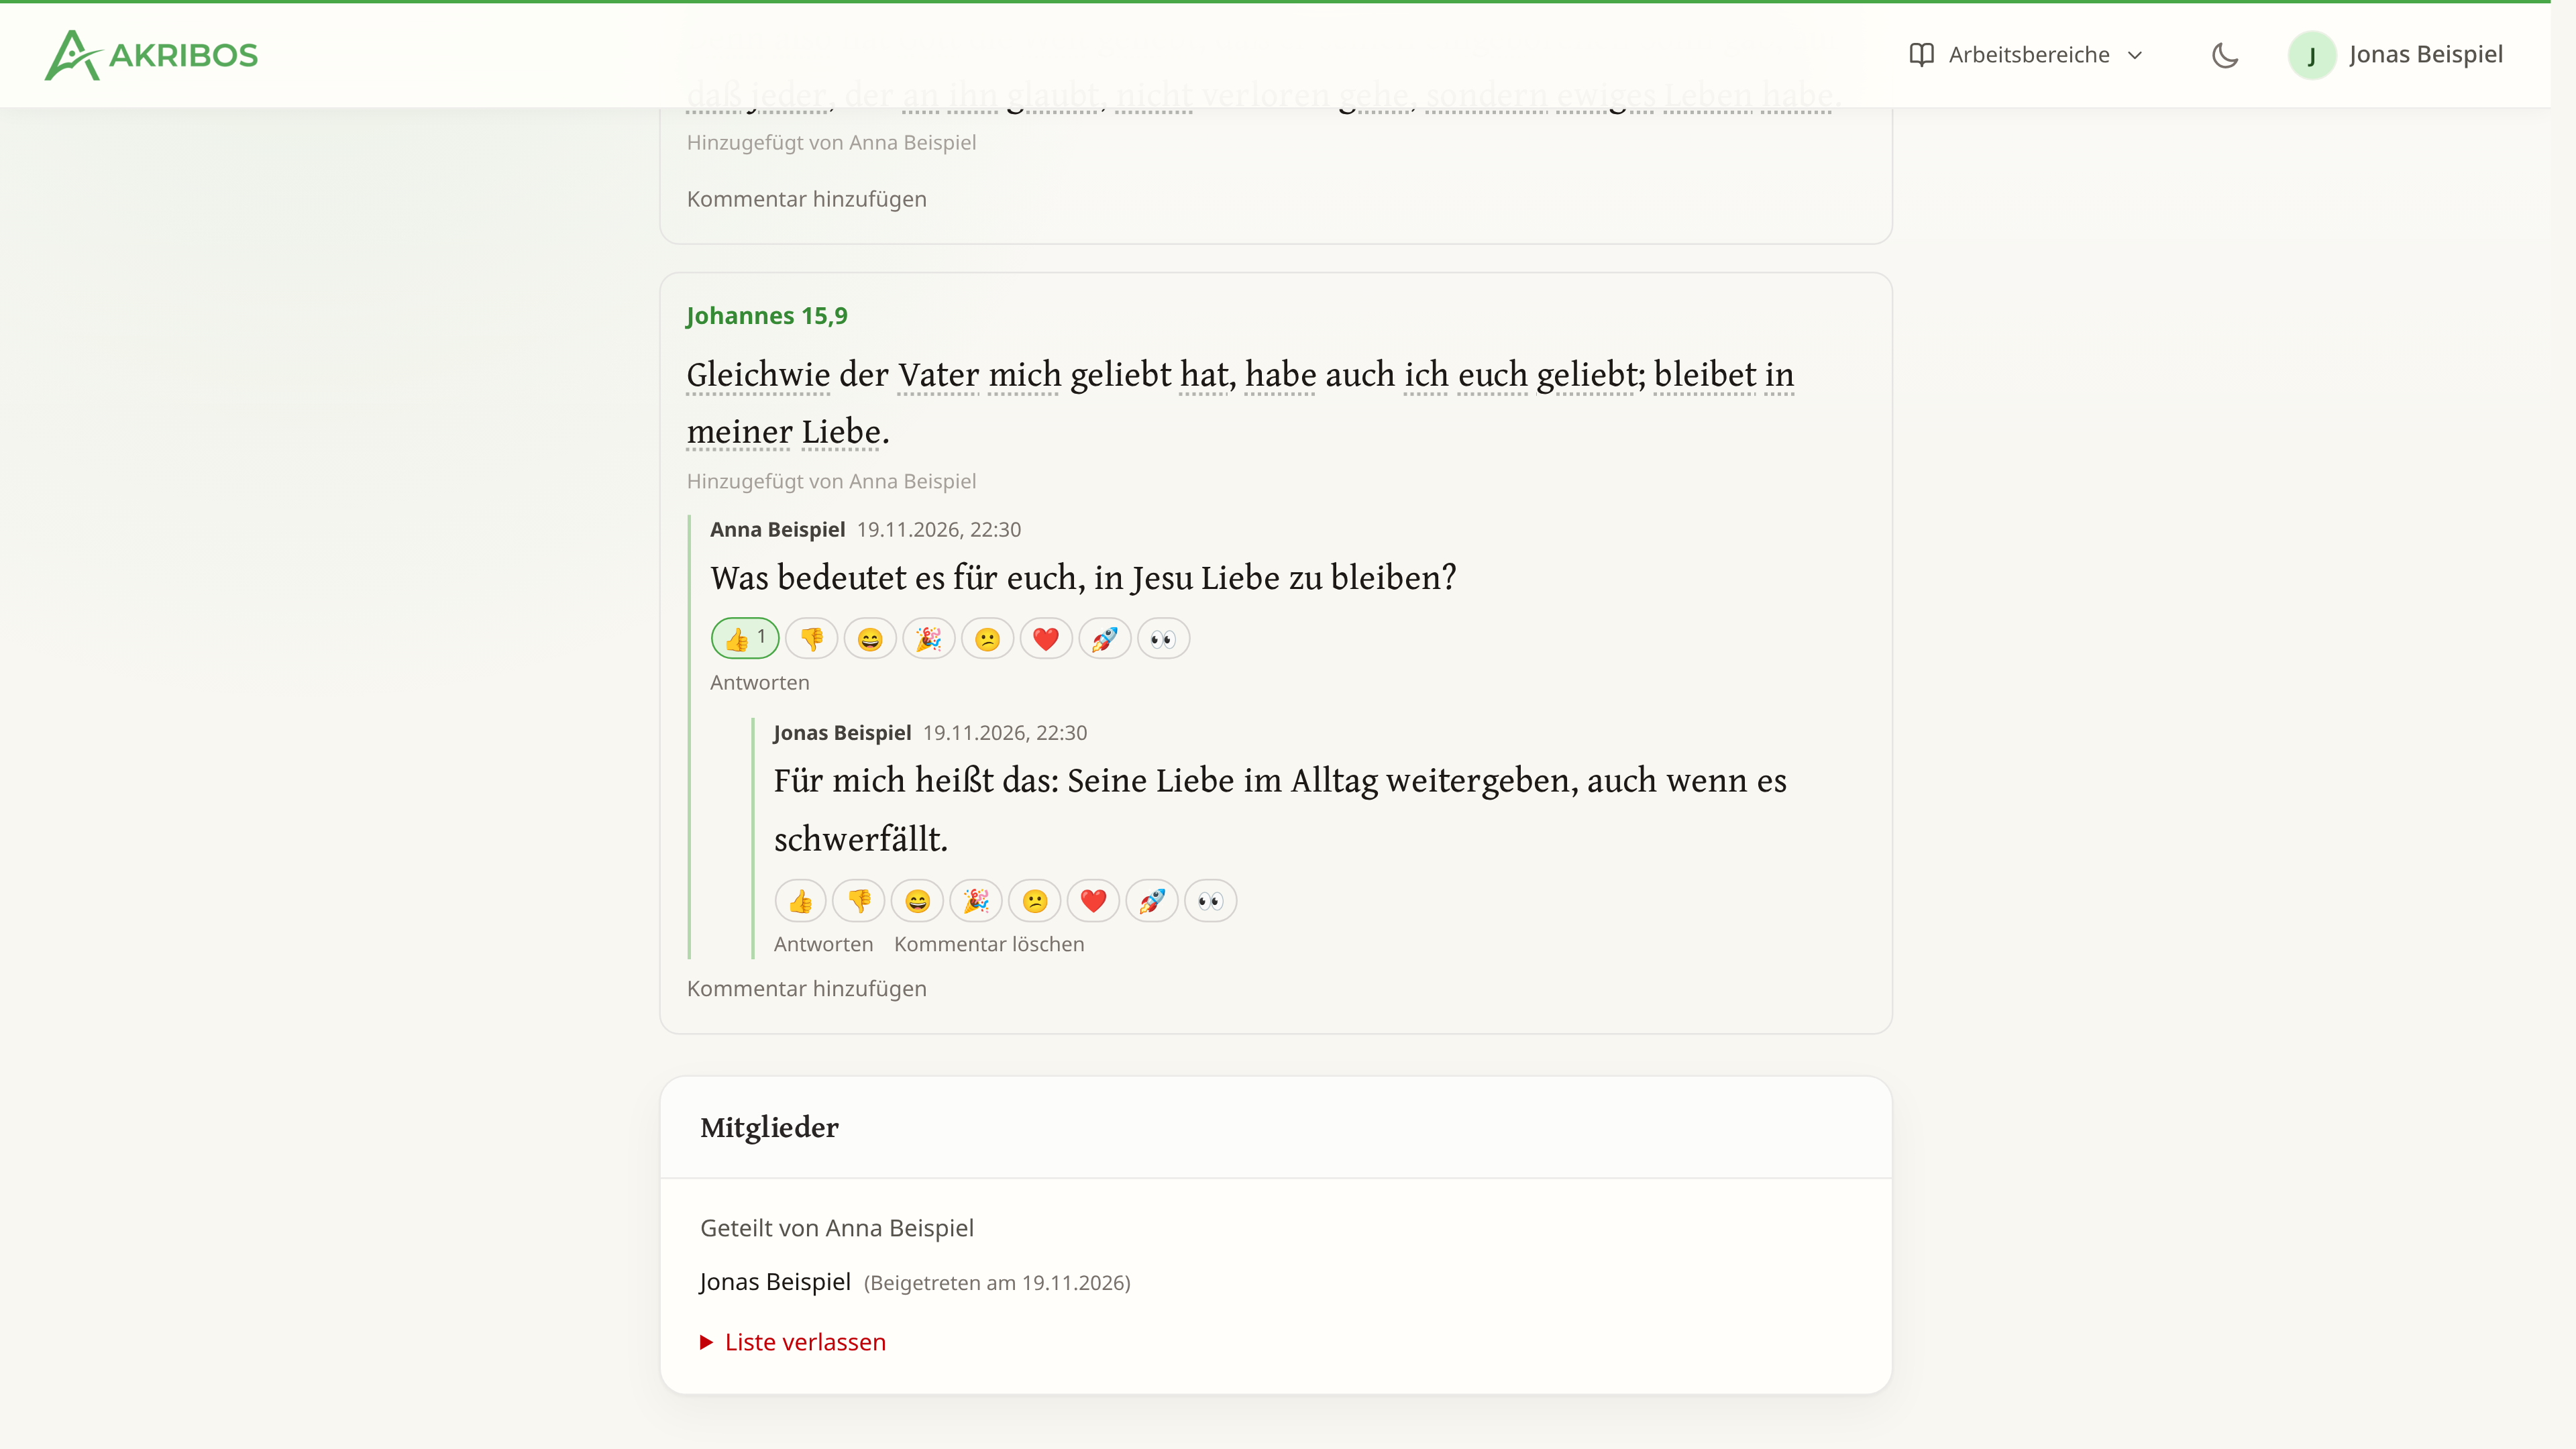 AKRIBOS
Arbeitsbereiche
J
Jonas Beispiel
daß jeder, der an ihn glaubt, nicht verloren gehe, sondern ewiges Leben habe.
Hinzugefügt von Anna Beispiel
Kommentar hinzufügen
Johannes 15,9
Gleichwie der Vater mich geliebt hat, habe auch ich euch geliebt; bleibet in
meiner Liebe.
Hinzugefügt von Anna Beispiel
Anna Beispiel 19.11.2026, 22:30
Was bedeutet es für euch, in Jesu Liebe zu bleiben?
👍 1 👎 😄 🎉 😕 ❤️ 🚀 👀
Antworten
Jonas Beispiel 19.11.2026, 22:30
Für mich heißt das: Seine Liebe im Alltag weitergeben, auch wenn es
schwerfällt.
👍 👎 😄 🎉 😕 ❤️ 🚀 👀
Antworten Kommentar löschen
Kommentar hinzufügen
Mitglieder
Geteilt von Anna Beispiel
Jonas Beispiel (Beigetreten am 19.11.2026)
Liste verlassen